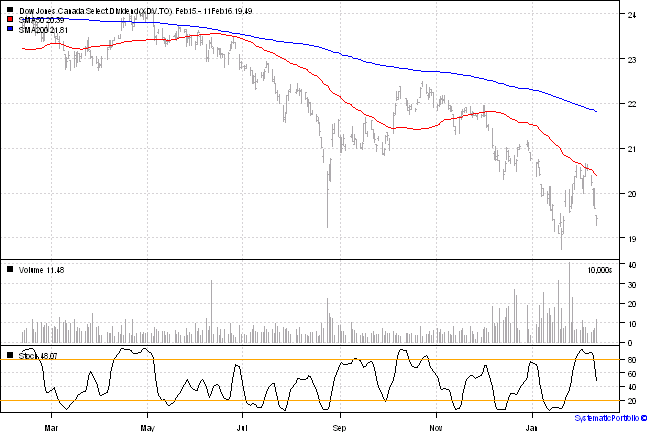 Dow Jones Canada Select Dividend (XDV.TO) Feb15 - 11Feb16 19.49
SMA50 20.39
SMA200 21.81
24
23
22
21
20
19
Volume 11.48
10,000s
40
30
20
10
0
Stock 48.07
80
60
40
20
Mar May Jul Sep Nov Jan
SystematicPortfolio ©